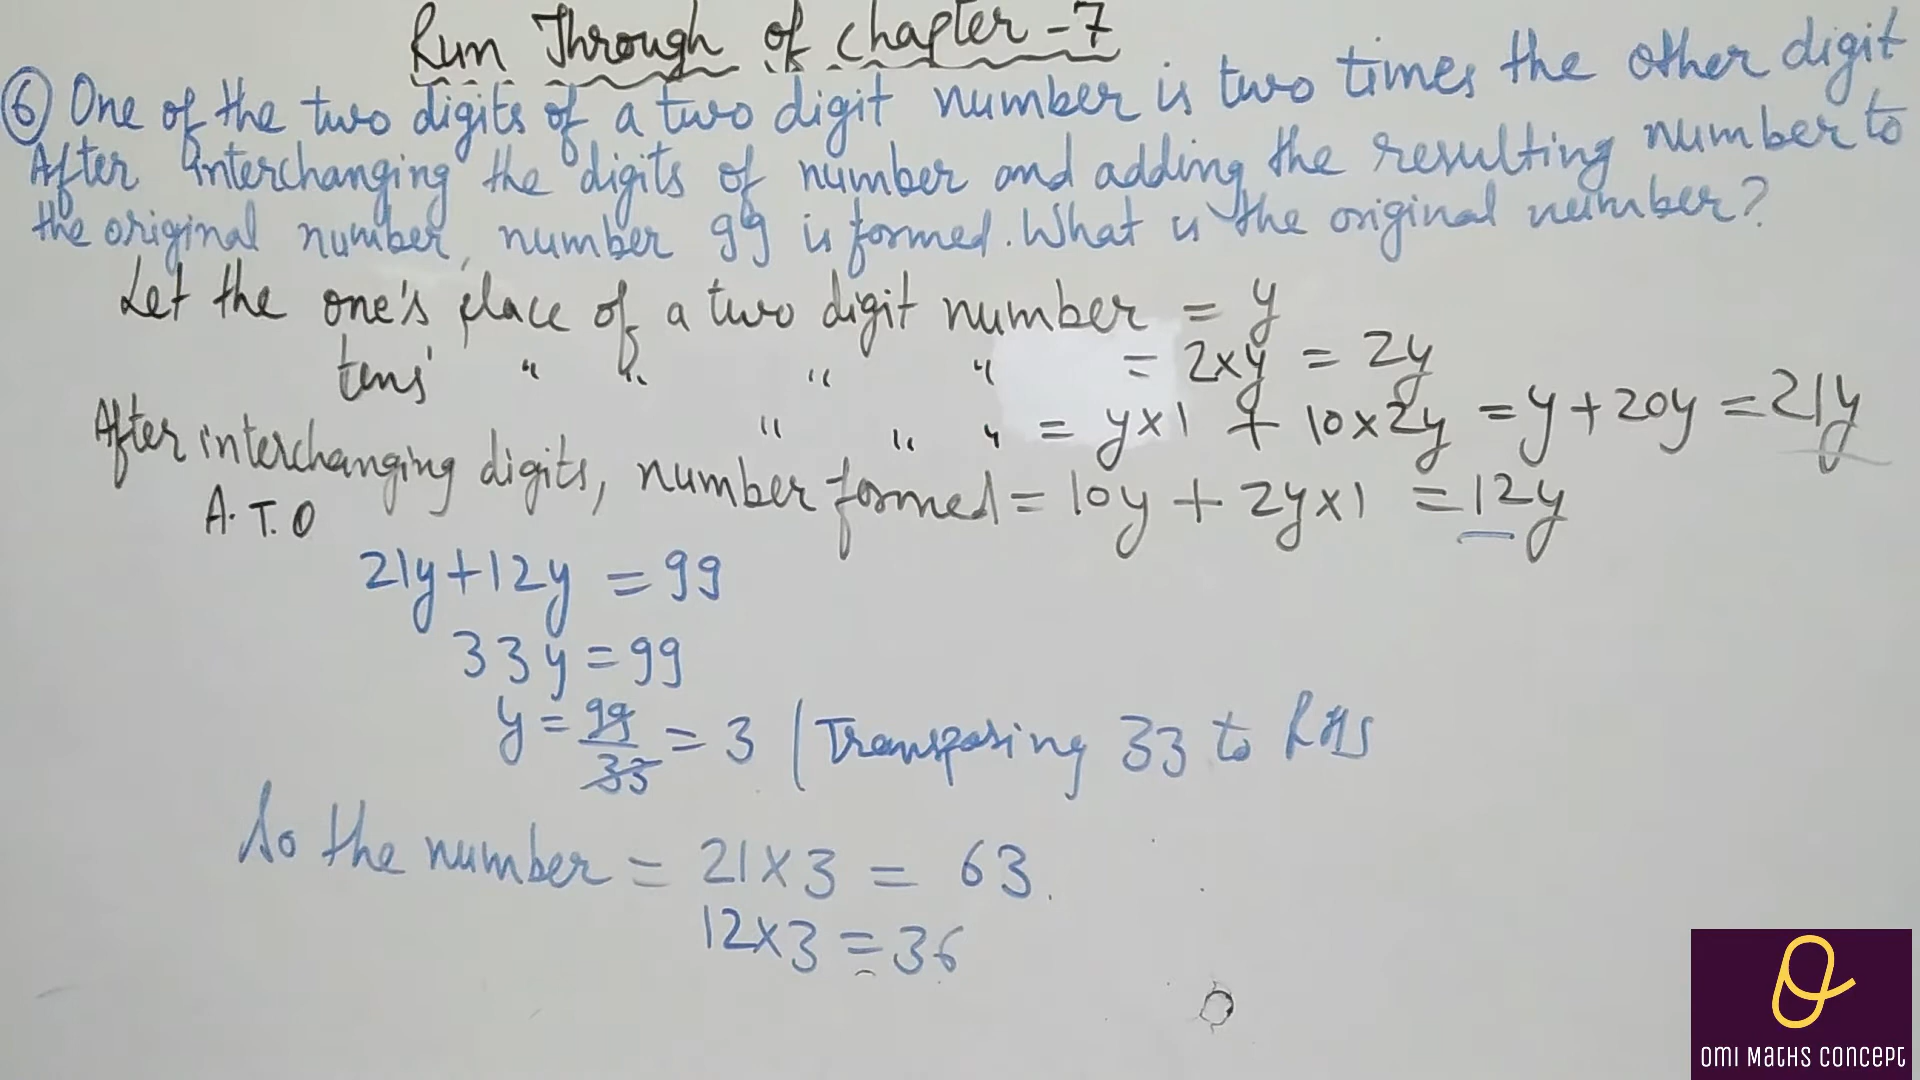 Run Through of chapter -7
⑥ One of the two digits of a two digit number is two times the other digit
After interchanging the digits of number and adding the resulting number to
the original number, number 99 is formed. What is the original number?
Let the one's place of a two digit number = y
tens' " " " " = 2xy = 2y
" " " = y×1 + 10×2y = y+20y = 21y
After interchanging digits, number formed = 10y + 2y×1 = 12y
A.T.O
21y+12y = 99
33y = 99
y = 99/33 = 3 (Transposing 33 to RHS
So the number = 21×3 = 63.
12×3 = 36
OMI MATHS CONCEPT